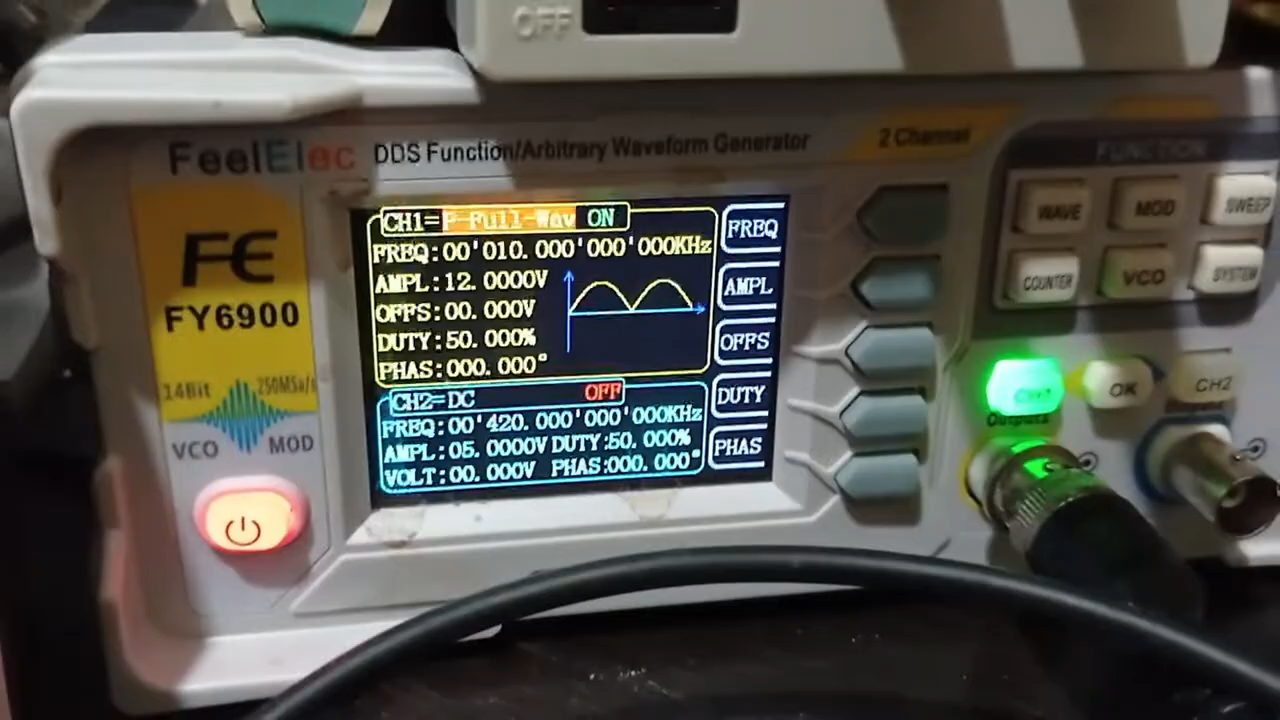 OFF
FeelElec DDS Function/Arbitrary Waveform Generator
2 Channel
FUNCTION
FE
FY6900
14Bit 250MSa/s
VCO MOD
CH1=P-Full-Wav ON
FREQ:00'010.000'000'000KHz
AMPL:12.0000V
OFFS:00.000V
DUTY:50.000%
PHAS:000.000°
CH2=DC OFF
FREQ:00'420.000'000'000KHz
AMPL:05.0000V DUTY:50.000%
VOLT:00.000V PHAS:000.000°
FREQ
AMPL
OFFS
DUTY
PHAS
WAVE MOD SWEEP
COUNTER VCO SYSTEM
CH1 OK CH2
Outputs